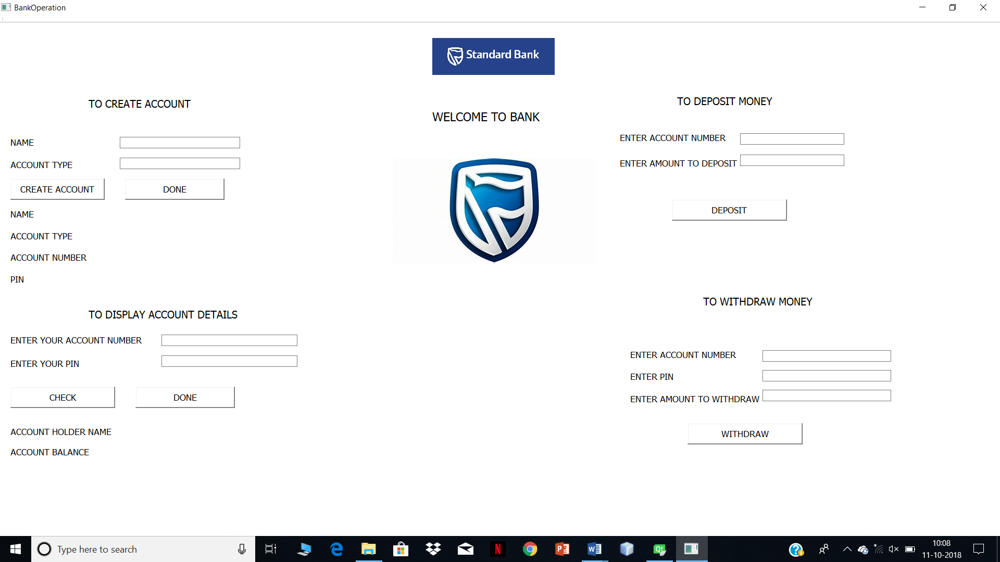 BankOperation
Standard Bank
TO CREATE ACCOUNT
NAME
ACCOUNT TYPE
CREATE ACCOUNT
DONE
NAME
ACCOUNT TYPE
ACCOUNT NUMBER
PIN
TO DISPLAY ACCOUNT DETAILS
ENTER YOUR ACCOUNT NUMBER
ENTER YOUR PIN
CHECK
DONE
ACCOUNT HOLDER NAME
ACCOUNT BALANCE
WELCOME TO BANK
TO DEPOSIT MONEY
ENTER ACCOUNT NUMBER
ENTER AMOUNT TO DEPOSIT
DEPOSIT
TO WITHDRAW MONEY
ENTER ACCOUNT NUMBER
ENTER PIN
ENTER AMOUNT TO WITHDRAW
WITHDRAW
Type here to search
Qt
10:08
11-10-2018